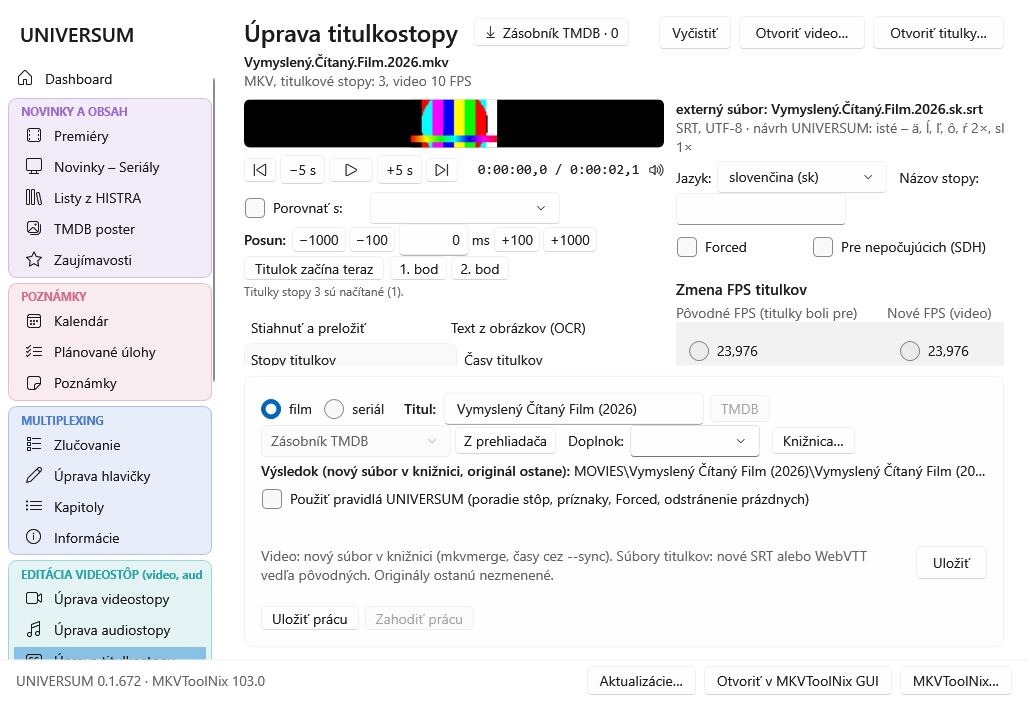 UNIVERSUM
Dashboard
NOVINKY A OBSAH
Premiéry
Novinky – Seriály
Listy z HISTRA
TMDB poster
Zaujímavosti
POZNÁMKY
Kalendár
Plánované úlohy
Poznámky
MULTIPLEXING
Zlučovanie
Úprava hlavičky
Kapitoly
Informácie
EDITÁCIA VIDEOSTÔP (video, aud
Úprava videostopy
Úprava audiostopy
Úprava titulkostopy
Úprava titulkostopy
Zásobník TMDB · 0
Vyčistiť
Otvoriť video...
Otvoriť titulky...
Vymyslený.Čítaný.Film.2026.mkv
MKV, titulkové stopy: 3, video 10 FPS
−5 s
+5 s
0:00:00,0 / 0:00:02,1
Porovnať s:
Posun: −1000 −100 0 ms +100 +1000
Titulok začína teraz 1. bod 2. bod
Titulky stopy 3 sú načítané (1).
Stiahnuť a preložiť
Text z obrázkov (OCR)
Stopy titulkov
Časy titulkov
externý súbor: Vymyslený.Čítaný.Film.2026.sk.srt
SRT, UTF-8 · návrh UNIVERSUM: isté – ä, ĺ, ľ, ô, ŕ 2×, sl
1×
Jazyk: slovenčina (sk) Názov stopy:
Forced
Pre nepočujúcich (SDH)
Zmena FPS titulkov
Pôvodné FPS (titulky boli pre) Nové FPS (video)
23,976 23,976
film seriál Titul: Vymyslený Čítaný Film (2026) TMDB
Zásobník TMDB Z prehliadača Doplnok: Knižnica...
Výsledok (nový súbor v knižnici, originál ostane): MOVIES\Vymyslený Čítaný Film (2026)\Vymyslený Čítaný Film (20...
Použiť pravidlá UNIVERSUM (poradie stôp, príznaky, Forced, odstránenie prázdnych)
Video: nový súbor v knižnici (mkvmerge, časy cez --sync). Súbory titulkov: nové SRT alebo WebVTT
vedľa pôvodných. Originály ostanú nezmenené.
Uložiť
Uložiť prácu Zahodiť prácu
UNIVERSUM 0.1.672 · MKVToolNix 103.0
Aktualizácie...
Otvoriť v MKVToolNix GUI
MKVToolNix...